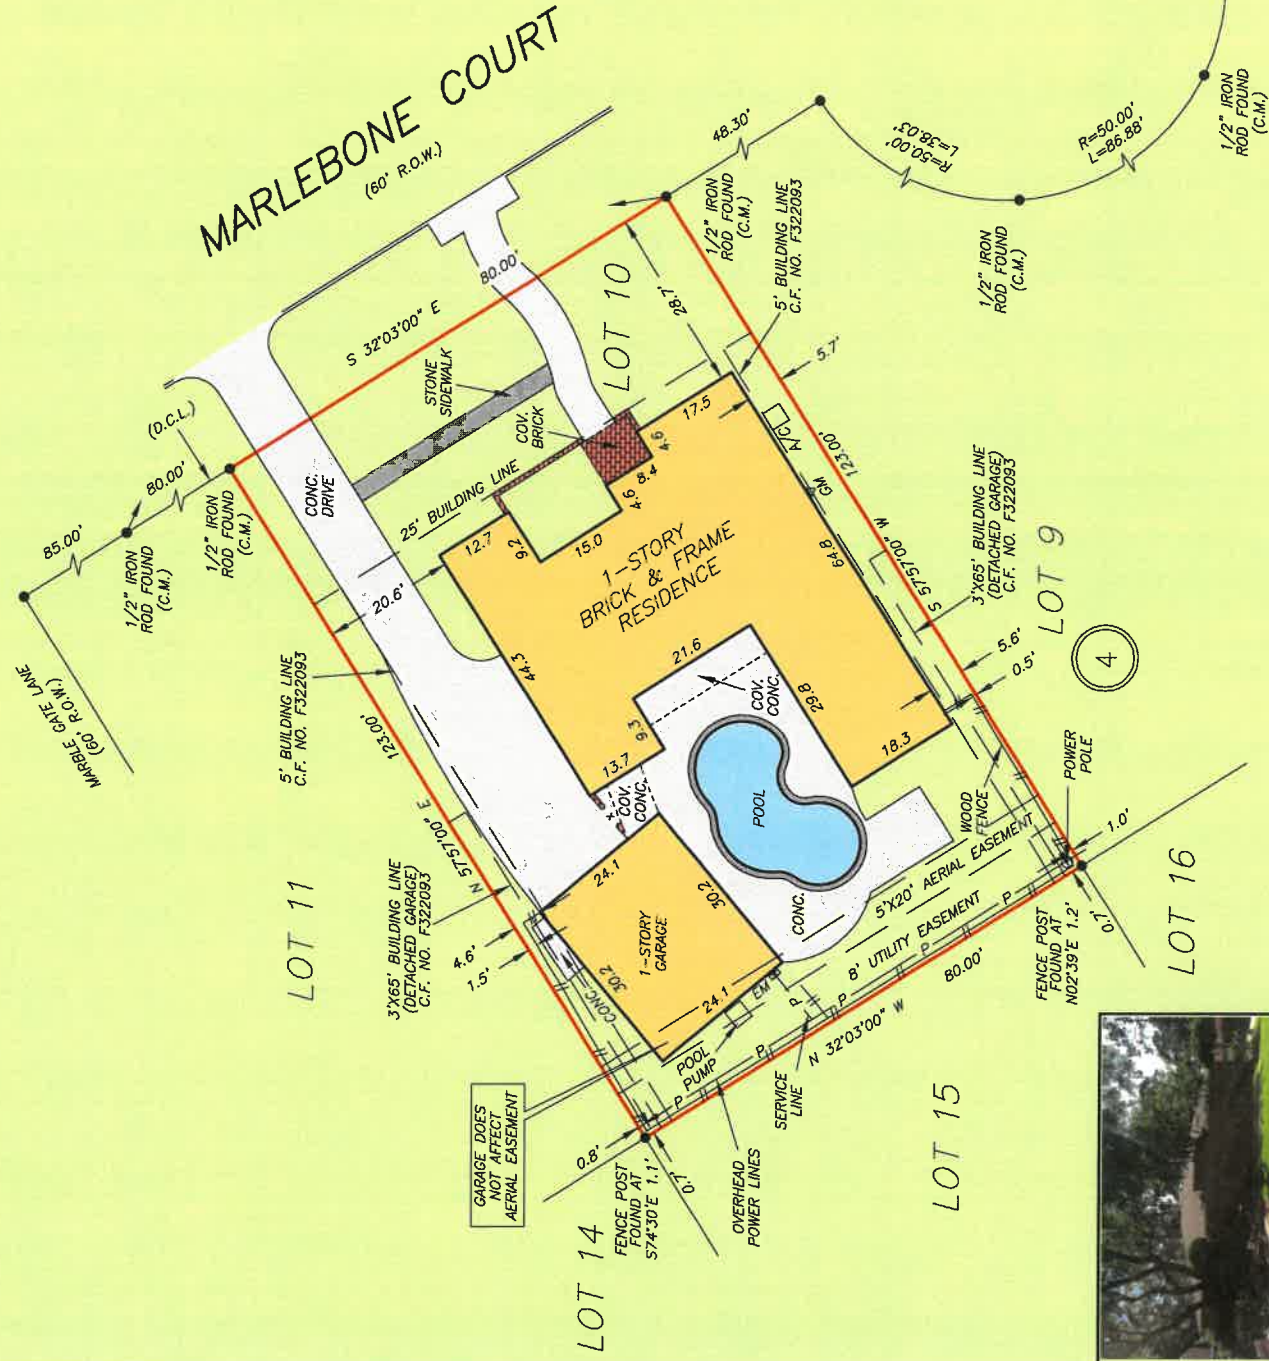 MARLEBONE COURT
(60' R.O.W.)
MARBLE GATE LANE
(60' R.O.W.)
85.00'
80.00'
(D.C.L.)
1/2" IRON
ROD FOUND
(C.M.)
1/2" IRON
ROD FOUND
(C.M.)
S 32°03'00" E
80.00'
48.30'
1/2" IRON
ROD FOUND
(C.M.)
R=50.00'
L=38.03'
R=50.00'
L=86.88'
1/2" IRON
ROD FOUND
(C.M.)
1/2" IRON
ROD FOUND
(C.M.)
CONC.
DRIVE
STONE
SIDEWALK
COV.
BRICK
LOT 10
28.7'
5' BUILDING LINE
C.F. NO. F322093
5.7'
25' BUILDING LINE
20.6'
12.7
9.2
15.0
4.6
8.4
4.6
17.5
A/C
GM
123.00'
S 57°57'00" W
64.8
1-STORY
BRICK & FRAME
RESIDENCE
44.3
21.6
9.3
13.7
29.8
18.3
COV.
CONC.
COV.
CONC.
POOL
CONC.
5' BUILDING LINE
C.F. NO. F322093
123.00'
N 57°57'00" E
LOT 11
3'X65' BUILDING LINE
(DETACHED GARAGE)
C.F. NO. F322093
4.6'
1.5'
24.1
30.2
30.2
24.1
1-STORY
GARAGE
CONC.
EM
POOL
PUMP
P
P
P
P
P
P
P
SERVICE
LINE
N 32°03'00" W
80.00'
8' UTILITY EASEMENT
5'X20' AERIAL EASEMENT
WOOD
FENCE
POWER
POLE
1.0'
0.1'
3'X65' BUILDING LINE
(DETACHED GARAGE)
C.F. NO. F322093
LOT 9
5.6'
0.5'
4
FENCE POST
FOUND AT
N02°39'E 1.2'
LOT 16
LOT 15
GARAGE DOES
NOT AFFECT
AERIAL EASEMENT
0.8'
0.7'
FENCE POST
FOUND AT
S74°30'E 1.1'
OVERHEAD
POWER LINES
LOT 14